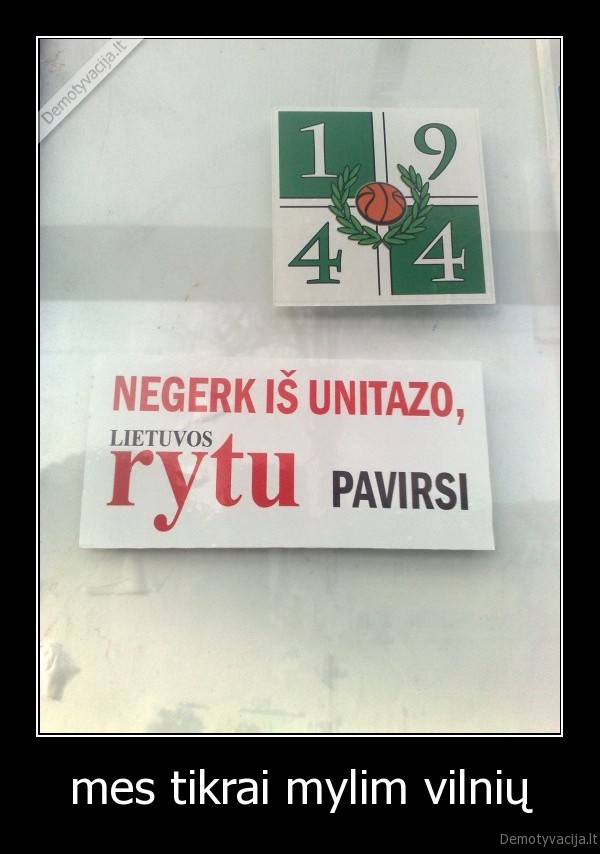 Demotyvacija.lt
1 9
4 4
NEGERK IŠ UNITAZO,
LIETUVOS
rytu PAVIRSI
mes tikrai mylim vilnių
Demotyvacija.lt